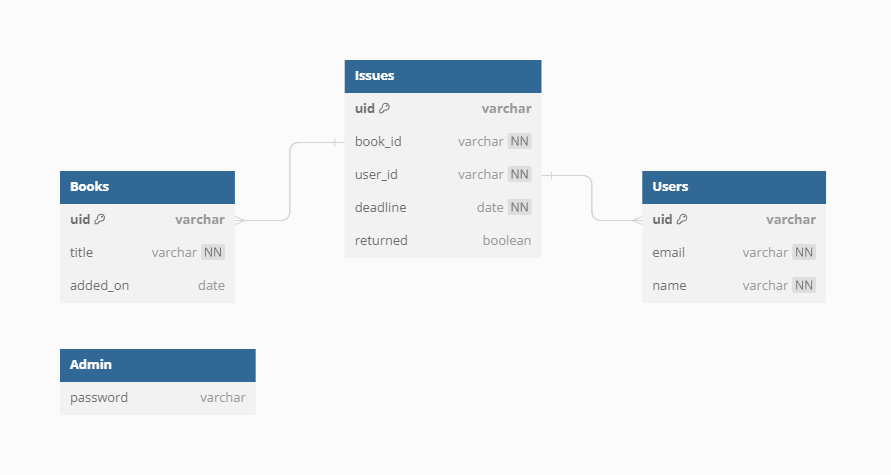 Issues
uid varchar
book_id varchar NN
user_id varchar NN
deadline date NN
returned boolean
Books
uid varchar
title varchar NN
added_on date
Users
uid varchar
email varchar NN
name varchar NN
Admin
password varchar